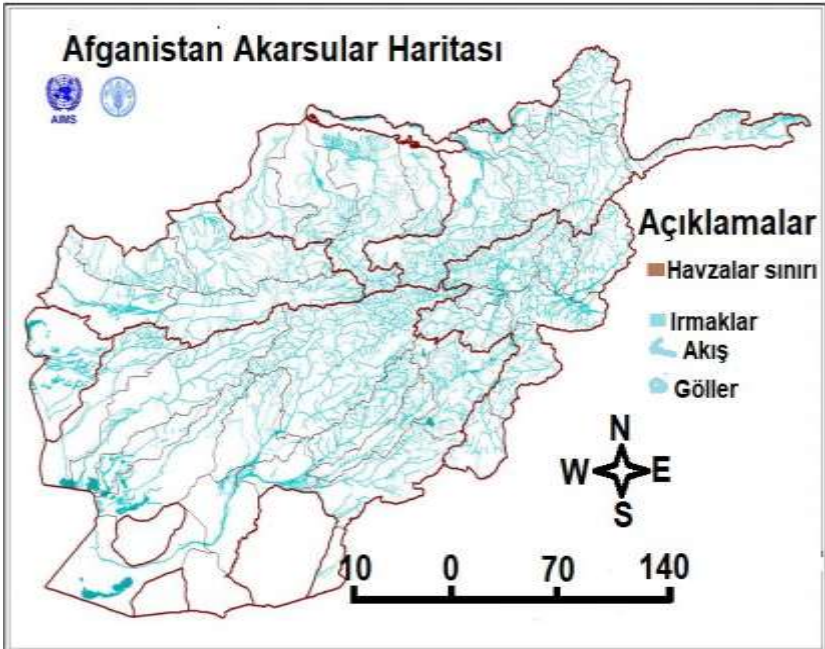 Afganistan Akarsular Haritası
AIMS
Açıklamalar
Havzalar sınırı
Irmaklar
Akış
Göller
N
W E
S
10 0 70 140